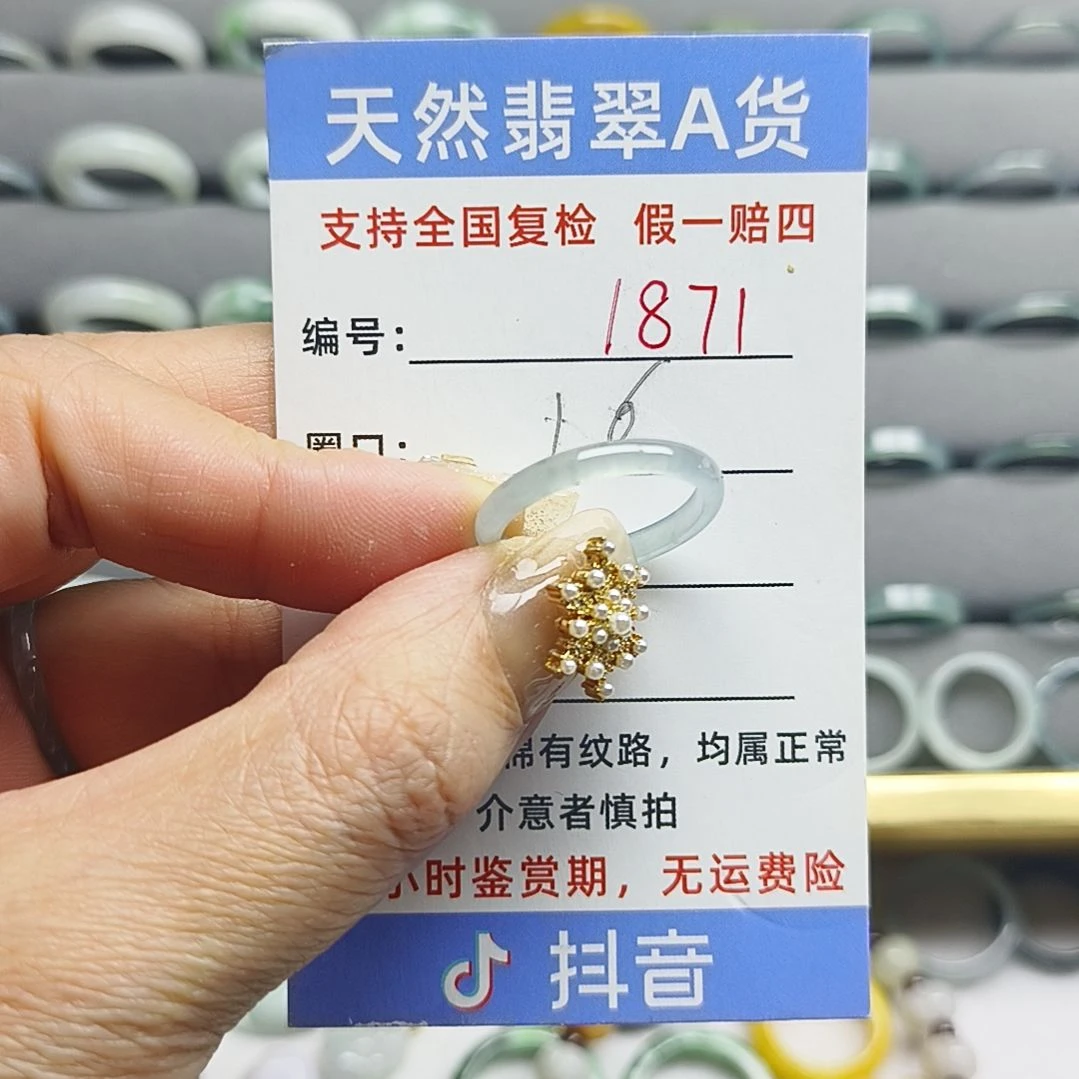 天然翡翠A货
支持全国复检 假一赔四
编号： 1871
圈口：
棉有纹路，均属正常
介意者慎拍
小时鉴赏期，无运费险
抖音